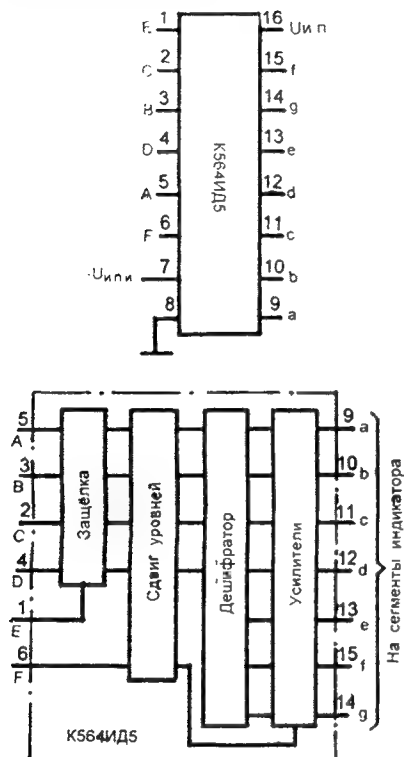 E 1 16 Uи п
C 2 15 f
B 3 14 g
D 4 13 e
A 5 12 d
F 6 11 c
-Uипи 7 10 b
8 9 a
К564ИД5
5 A 9 a
3 B 10 b
2 C 11 c
4 D 12 d
1 E 13 e
6 F 15 f
14 g
Защёлка
Сдвиг уровней
Дешифратор
Усилители
На сегменты индикатора
К564ИД5